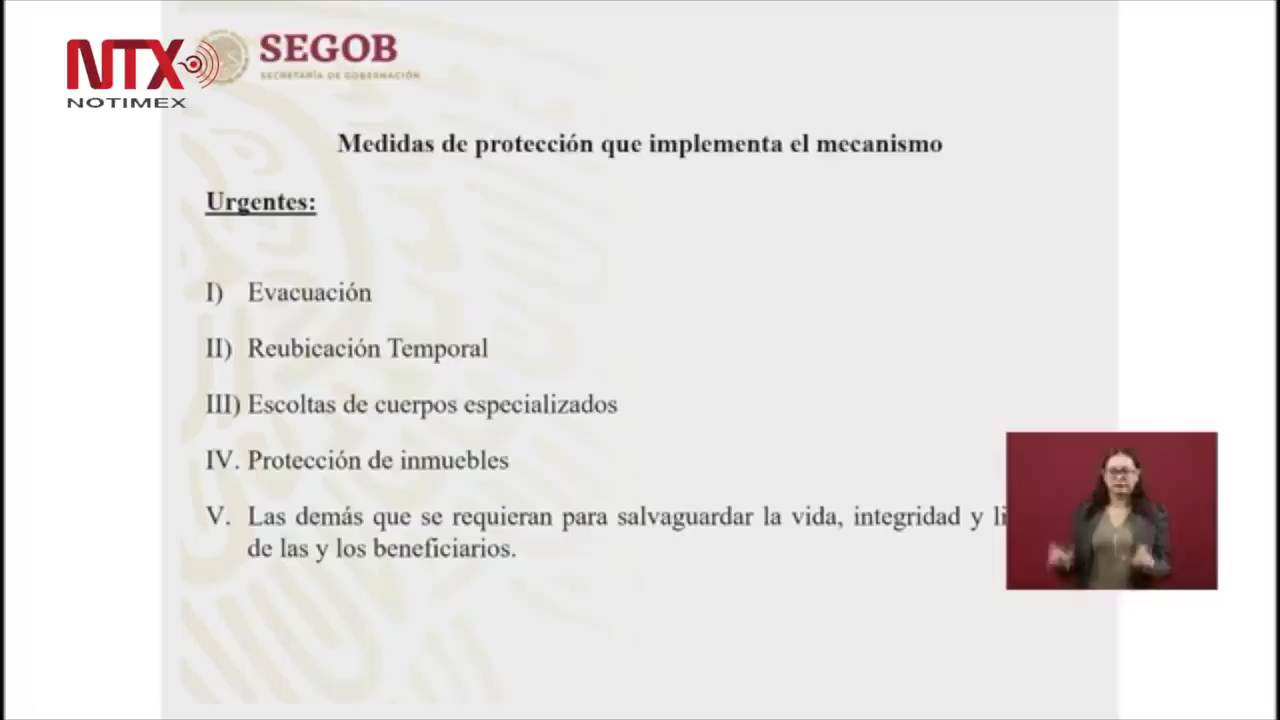 NTX
NOTIMEX
SEGOB
SECRETARÍA DE GOBERNACIÓN
Medidas de protección que implementa el mecanismo
Urgentes:
I) Evacuación
II) Reubicación Temporal
III) Escoltas de cuerpos especializados
IV. Protección de inmuebles
V. Las demás que se requieran para salvaguardar la vida, integridad y
de las y los beneficiarios.